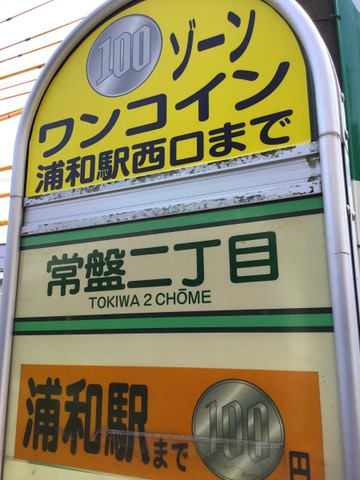 100 ゾーン
ワンコイン
浦和駅西口まで
常盤二丁目
TOKIWA 2 CHŌME
浦和駅まで 100 円